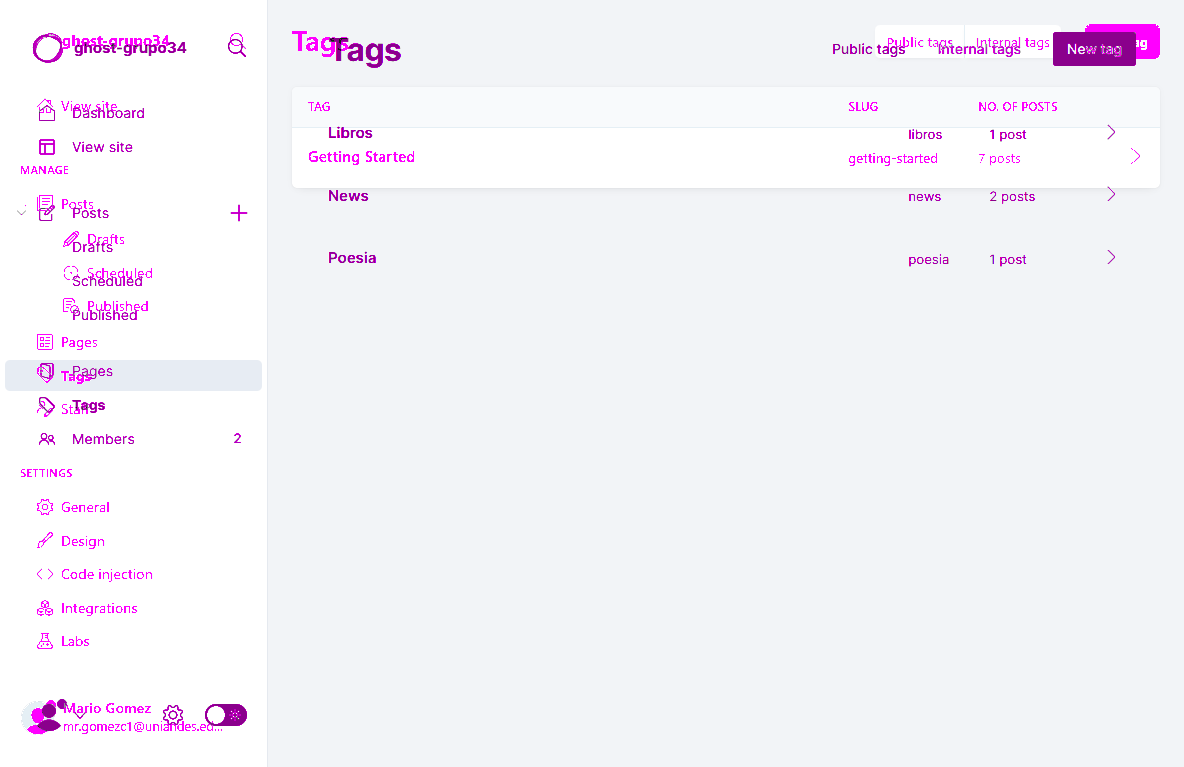 ghost-grupo34
ghost-grupo34
Tags
Tags
Public tags
Internal tags
Public tags
Internal tags
New tag
View site
Dashboard
View site
MANAGE
Posts
Posts
Drafts
Drafts
Scheduled
Scheduled
Published
Published
Pages
Pages
Tags
Tags
Staff
Members 2
SETTINGS
General
Design
Code injection
Integrations
Labs
Mario Gomez
mr.gomezc1@uniandes.ed...
TAG SLUG NO. OF POSTS
Libros libros 1 post
Getting Started getting-started 7 posts
News news 2 posts
Poesia poesia 1 post